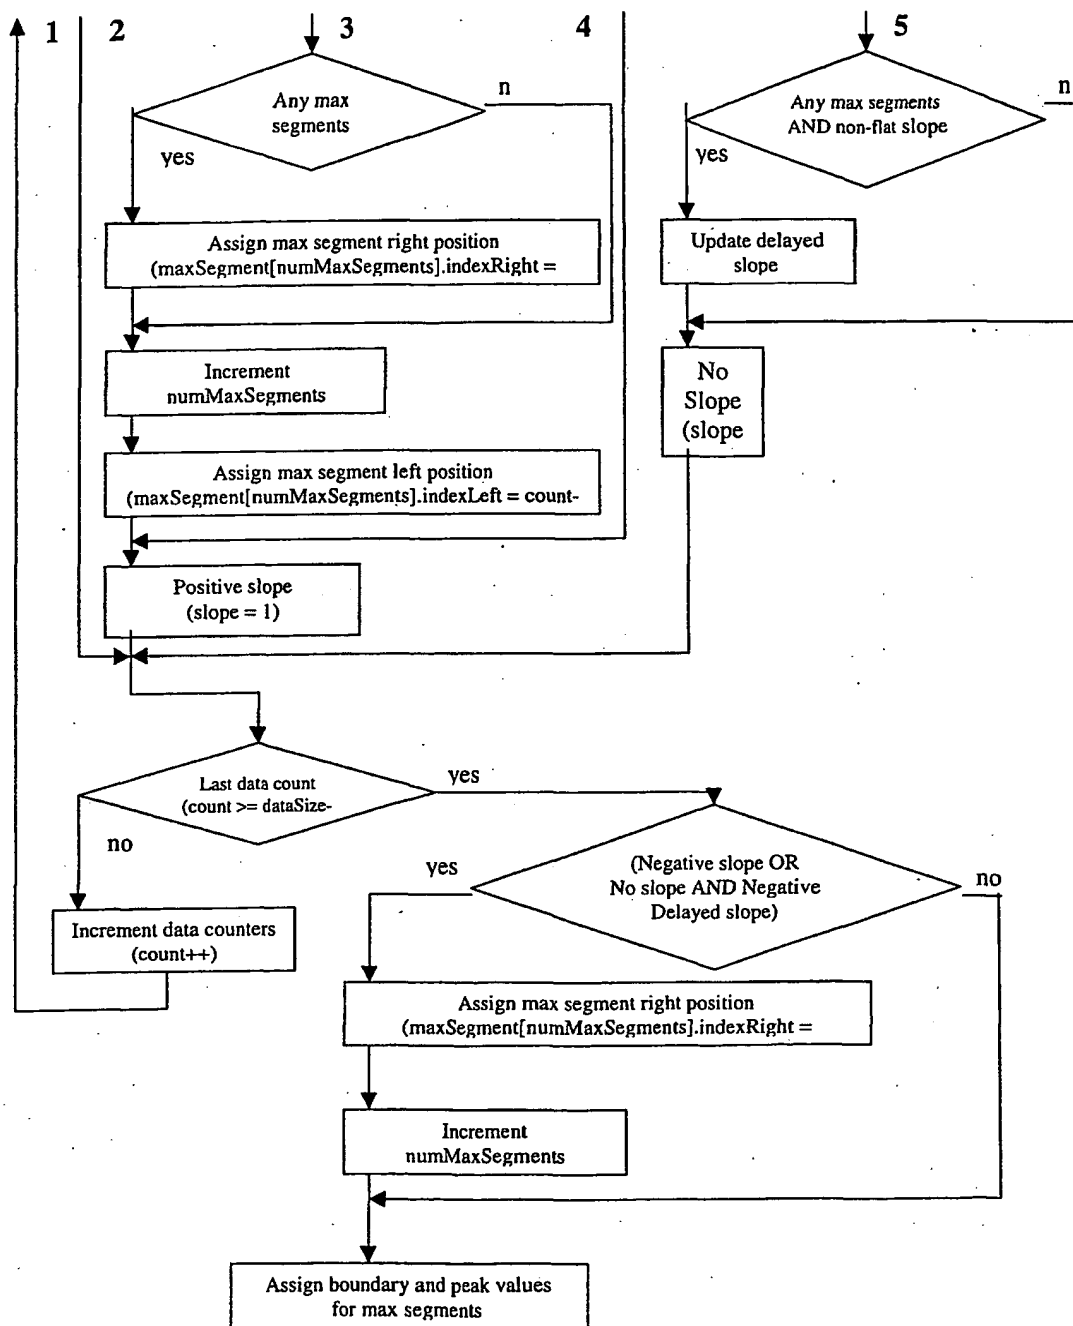 1
2
3
4
5
Any max
segments
n
yes
Any max segments
AND non-flat slope
n
yes
Assign max segment right position
(maxSegment[numMaxSegments].indexRight =
Update delayed
slope
Increment
numMaxSegments
No
Slope
(slope
Assign max segment left position
(maxSegment[numMaxSegments].indexLeft = count-
Positive slope
(slope = 1)
Last data count
(count >= dataSize-
yes
no
(Negative slope OR
No slope AND Negative
Delayed slope)
yes
no
Increment data counters
(count++)
Assign max segment right position
(maxSegment[numMaxSegments].indexRight =
Increment
numMaxSegments
Assign boundary and peak values
for max segments